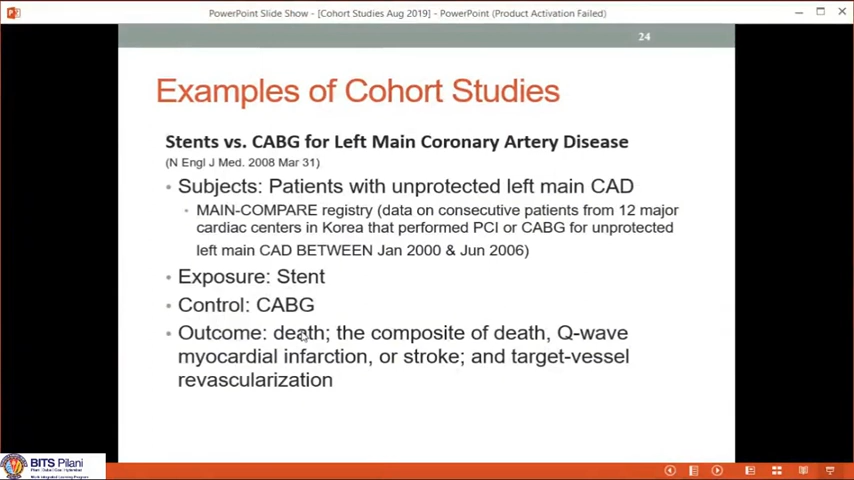 PowerPoint Slide Show - [Cohort Studies Aug 2019] - PowerPoint (Product Activation Failed)
24
Examples of Cohort Studies
Stents vs. CABG for Left Main Coronary Artery Disease
(N Engl J Med. 2008 Mar 31)
• Subjects: Patients with unprotected left main CAD
• MAIN-COMPARE registry (data on consecutive patients from 12 major
cardiac centers in Korea that performed PCI or CABG for unprotected
left main CAD BETWEEN Jan 2000 & Jun 2006)
• Exposure: Stent
• Control: CABG
• Outcome: death; the composite of death, Q-wave
myocardial infarction, or stroke; and target-vessel
revascularization
BITS Pilani